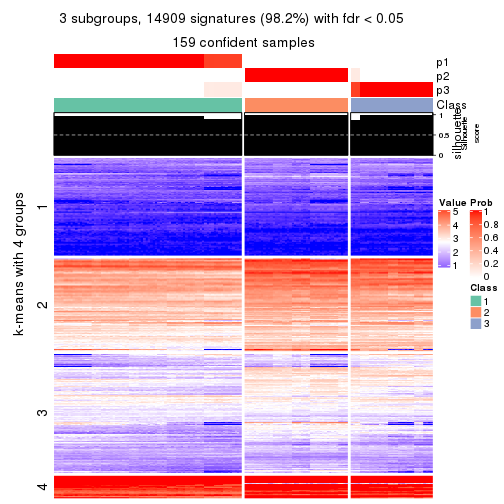 3 subgroups, 14909 signatures (98.2%) with fdr < 0.05
159 confident samples
p1
p2
p3
Class
1
0.5
0
silhouette
Silhouette
score
k-means with 4 groups
1
2
3
4
Value
5
4
3
2
1
Prob
1
0.8
0.6
0.4
0.2
0
Class
1
2
3